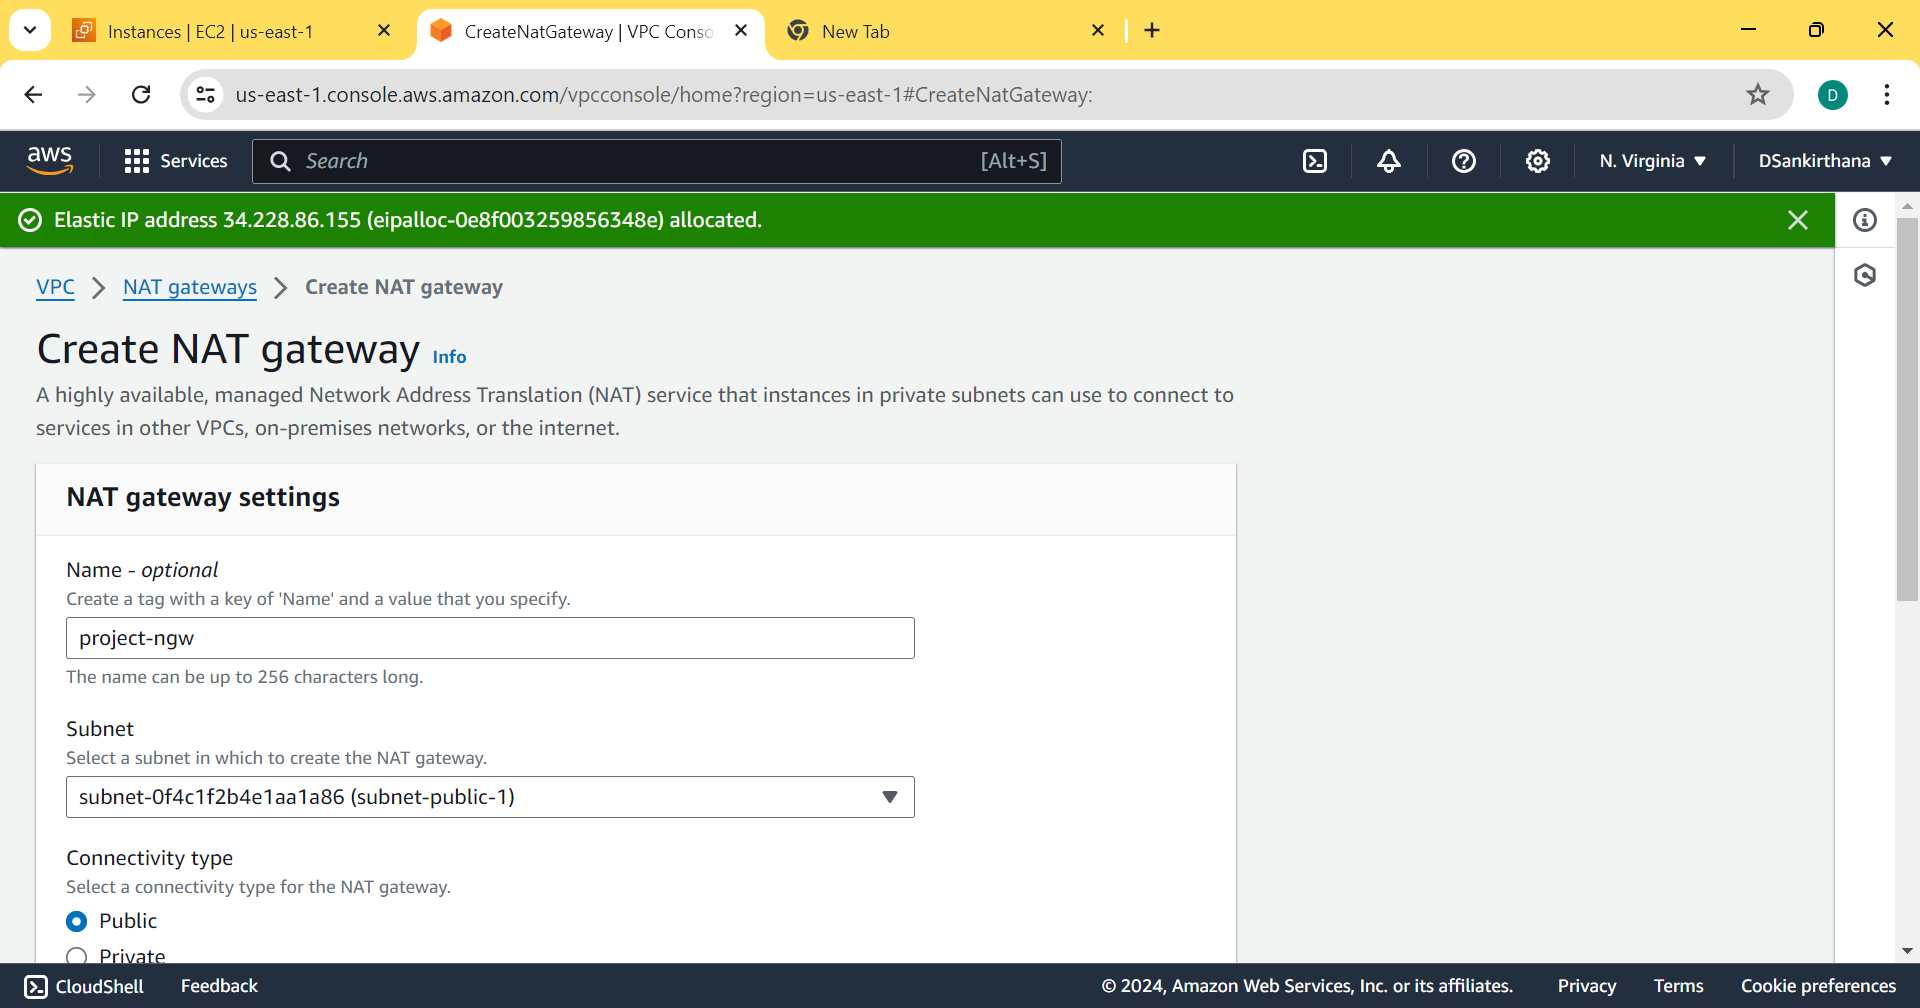 Instances | EC2 | us-east-1
CreateNatGateway | VPC Conso
New Tab
us-east-1.console.aws.amazon.com/vpcconsole/home?region=us-east-1#CreateNatGateway:
D
aws
Services
Search
[Alt+S]
N. Virginia
DSankirthana
Elastic IP address 34.228.86.155 (eipalloc-0e8f003259856348e) allocated.
VPC
NAT gateways
Create NAT gateway
Create NAT gateway Info
A highly available, managed Network Address Translation (NAT) service that instances in private subnets can use to connect to
services in other VPCs, on-premises networks, or the internet.
NAT gateway settings
Name - optional
Create a tag with a key of 'Name' and a value that you specify.
project-ngw
The name can be up to 256 characters long.
Subnet
Select a subnet in which to create the NAT gateway.
subnet-0f4c1f2b4e1aa1a86 (subnet-public-1)
Connectivity type
Select a connectivity type for the NAT gateway.
Public
Private
CloudShell
Feedback
© 2024, Amazon Web Services, Inc. or its affiliates.
Privacy
Terms
Cookie preferences